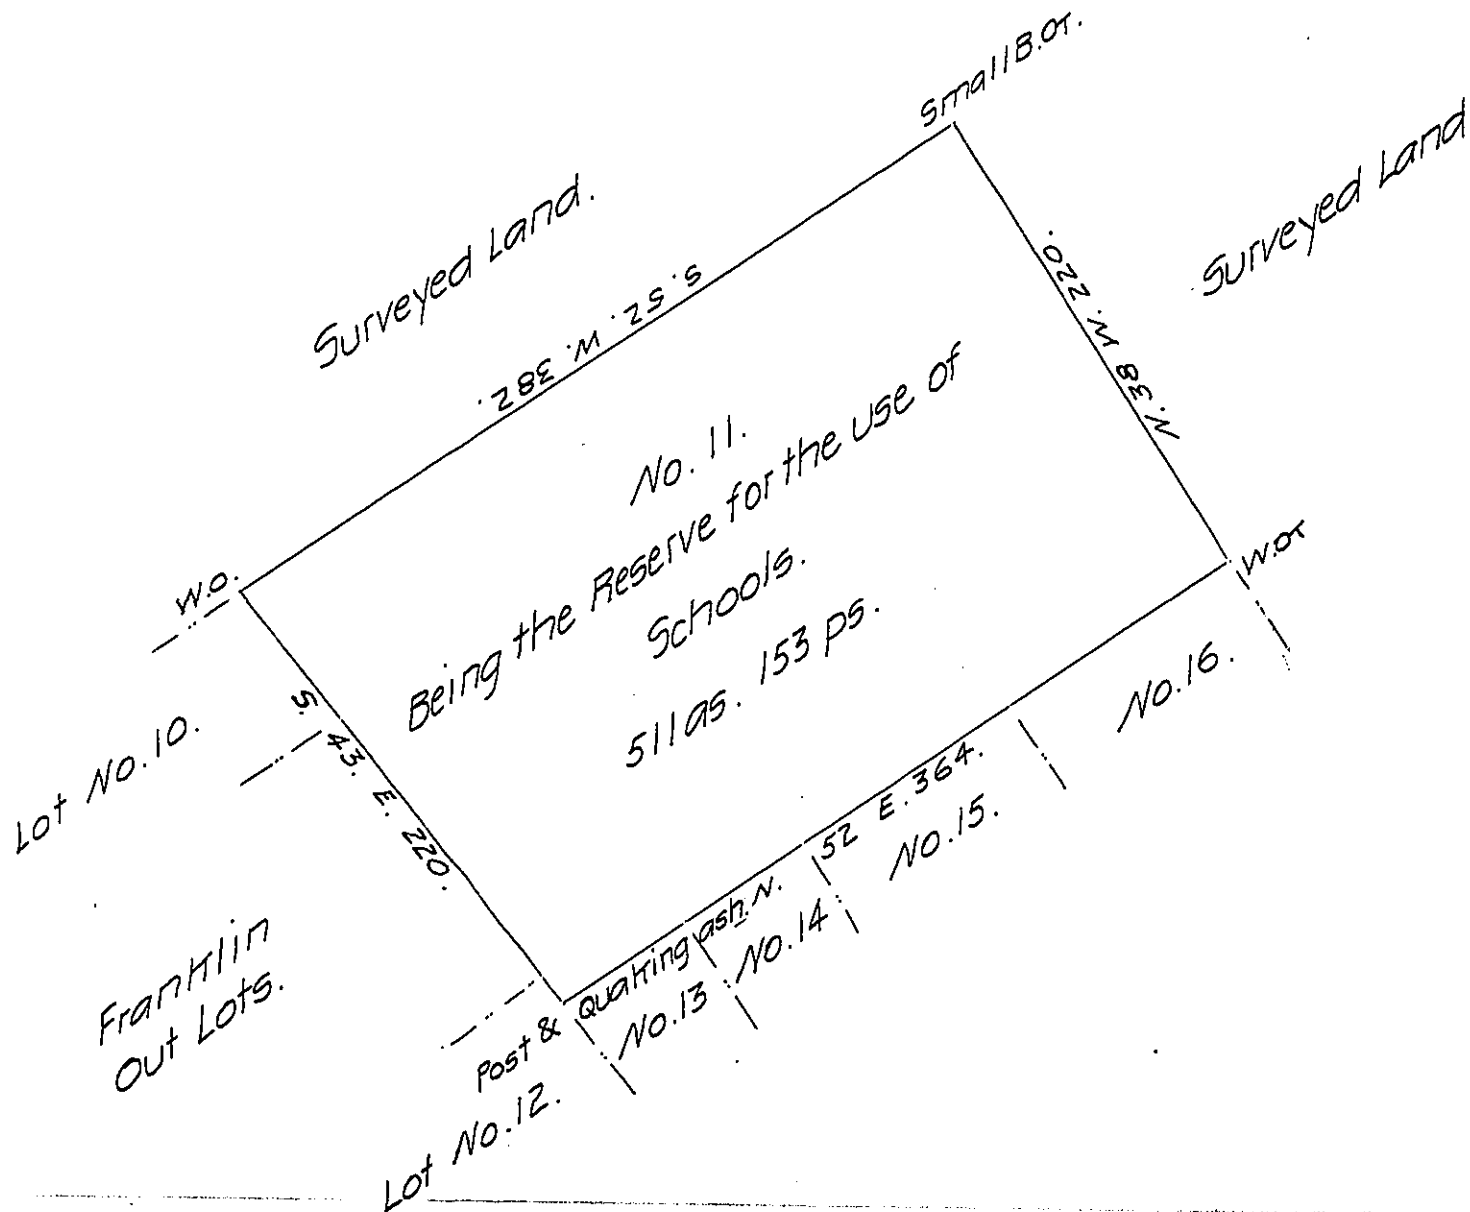 Small B.Or.
Surveyed Land.
Surveyed Land
S. 52. W. 382.
N. 38 W. 220.
No. 11.
Being the Reserve for the use of
Schools.
511 as. 153 ps.
W.O.
W.Or
Lot No. 10.
S. 43. E. 220.
Franklin
Out Lots.
Post & Quaking ash. N. 52 E. 364.
Lot No. 12.
No. 13
No. 14
No. 15.
No. 16.